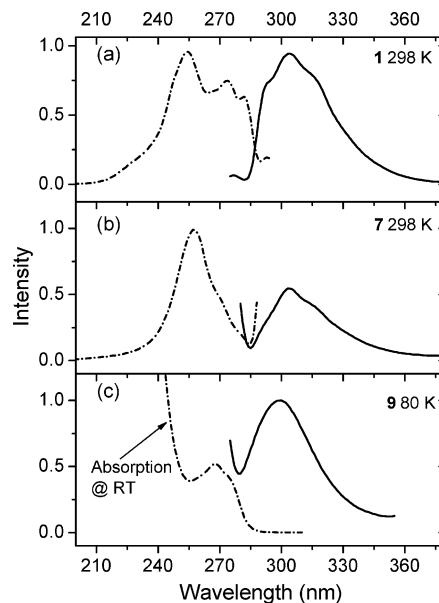 210 240 270 300 330 360
(a) 1 298 K
1.0
0.5
0.0
(b) 7 298 K
1.0
0.5
0.0
Intensity
(c) 9 80 K
1.0
0.5
0.0
Absorption
@ RT
210 240 270 300 330 360
Wavelength (nm)